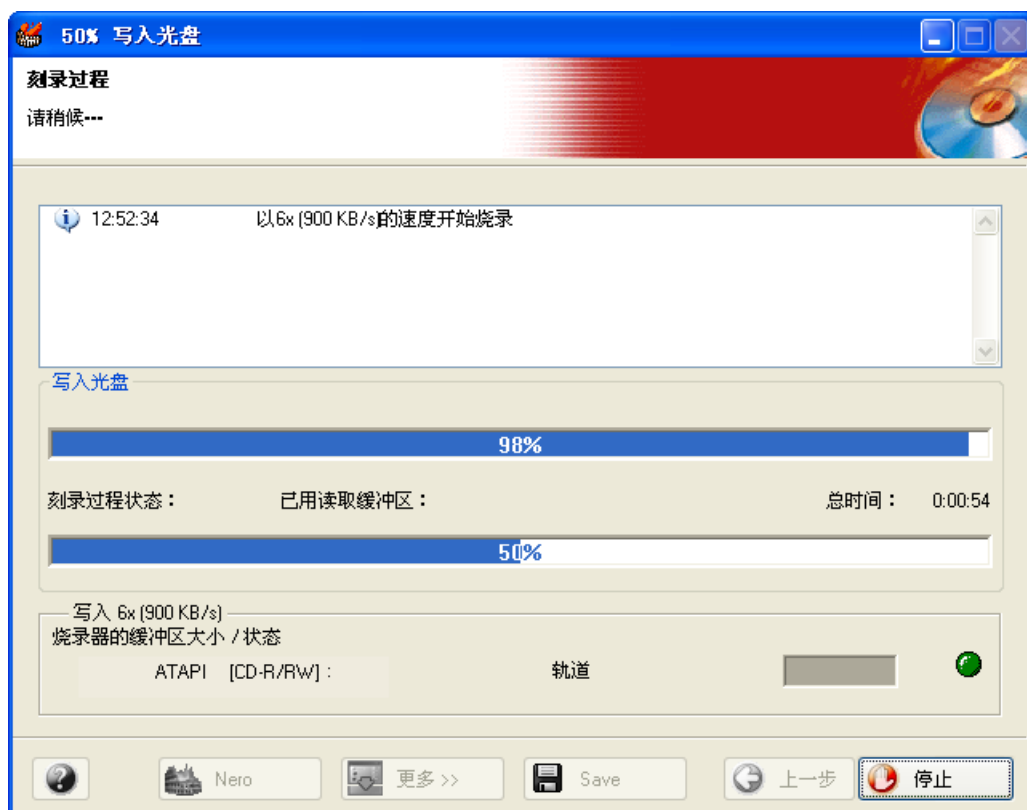 50% 写入光盘
刻录过程
请稍候---
12:52:34 以6x (900 KB/s)的速度开始烧录
写入光盘
98%
刻录过程状态： 已用读取缓冲区： 总时间： 0:00:54
50%
写入 6x (900 KB/s)
烧录器的缓冲区大小 / 状态
ATAPI [CD-R/RW] : 轨道
Nero 更多 >> Save 上一步 停止